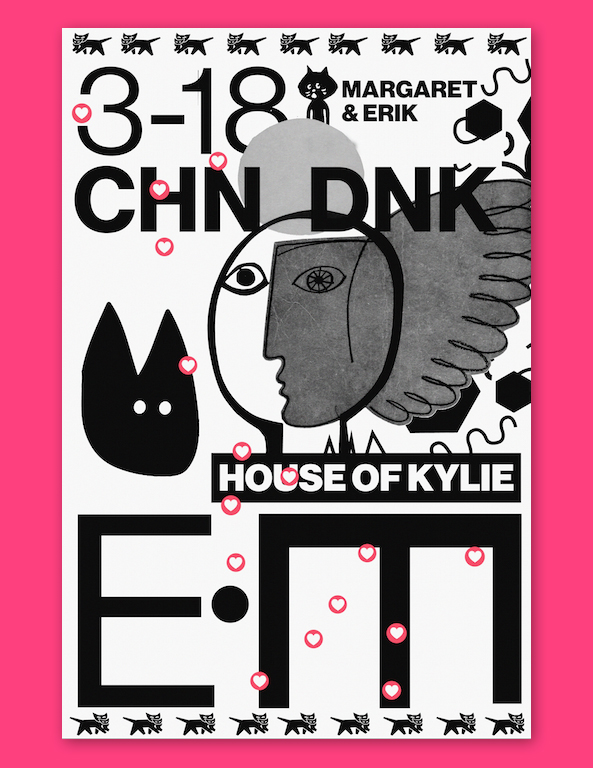 3-18
MARGARET
& ERIK
CHN DNK
HOUSE OF KYLIE
E·m